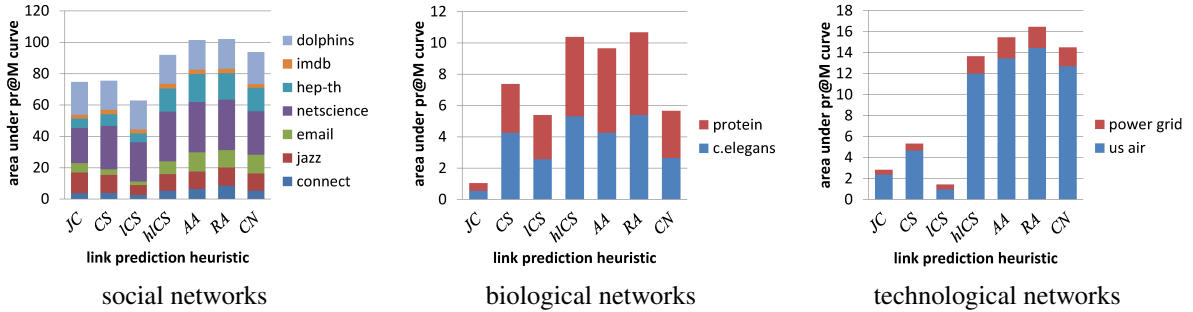 area under pr@M curve
120
100
80
60
40
20
0
JC
CS
lCS
hlCS
AA
RA
CN
link prediction heuristic
dolphins
imdb
hep-th
netscience
email
jazz
connect
social networks
area under pr@M curve
12
10
8
6
4
2
0
JC
CS
lCS
hlCS
AA
RA
CN
link prediction heuristic
protein
c.elegans
biological networks
area under pr@M curve
18
16
14
12
10
8
6
4
2
0
JC
CS
lCS
hlCS
AA
RA
CN
link prediction heuristic
power grid
us air
technological networks